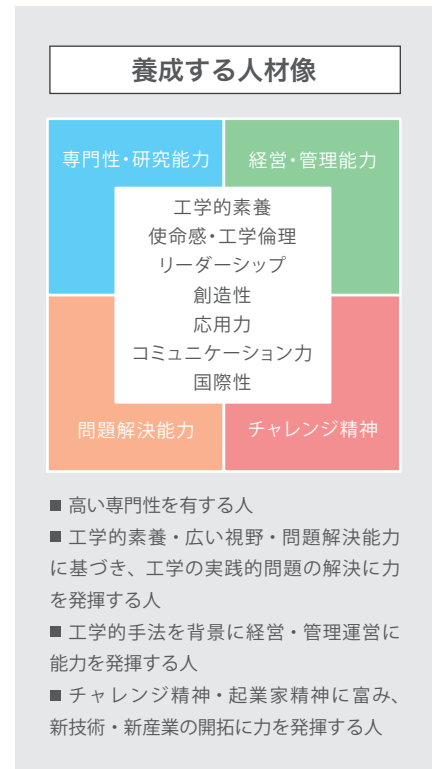 養成する人材像
専門性・研究能力
経営・管理能力
工学的素養
使命感・工学倫理
リーダーシップ
創造性
応用力
コミュニケーション力
国際性
問題解決能力
チャレンジ精神
■ 高い専門性を有する人
■ 工学的素養・広い視野・問題解決能力
に基づき、工学の実践的問題の解決に力
を発揮する人
■ 工学的手法を背景に経営・管理運営に
能力を発揮する人
■ チャレンジ精神・起業家精神に富み、
新技術・新産業の開拓に力を発揮する人